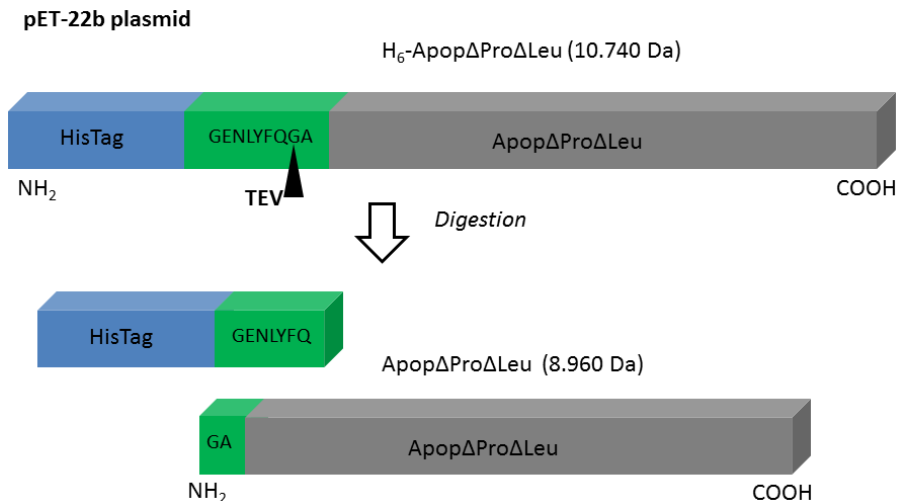 pET-22b plasmid
H₆-ApopΔProΔLeu (10.740 Da)
HisTag
GENLYFQGA
ApopΔProΔLeu
NH₂
TEV
COOH
Digestion
HisTag
GENLYFQ
ApopΔProΔLeu (8.960 Da)
GA
ApopΔProΔLeu
NH₂
COOH